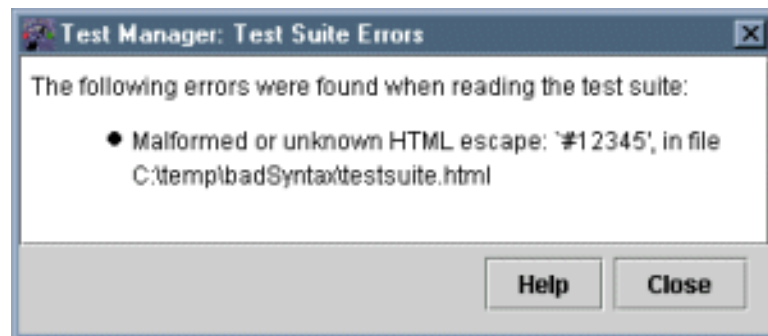 Test Manager: Test Suite Errors
The following errors were found when reading the test suite:
Malformed or unknown HTML escape: `#12345', in file
C:\temp\badSyntax\testsuite.html
Help Close